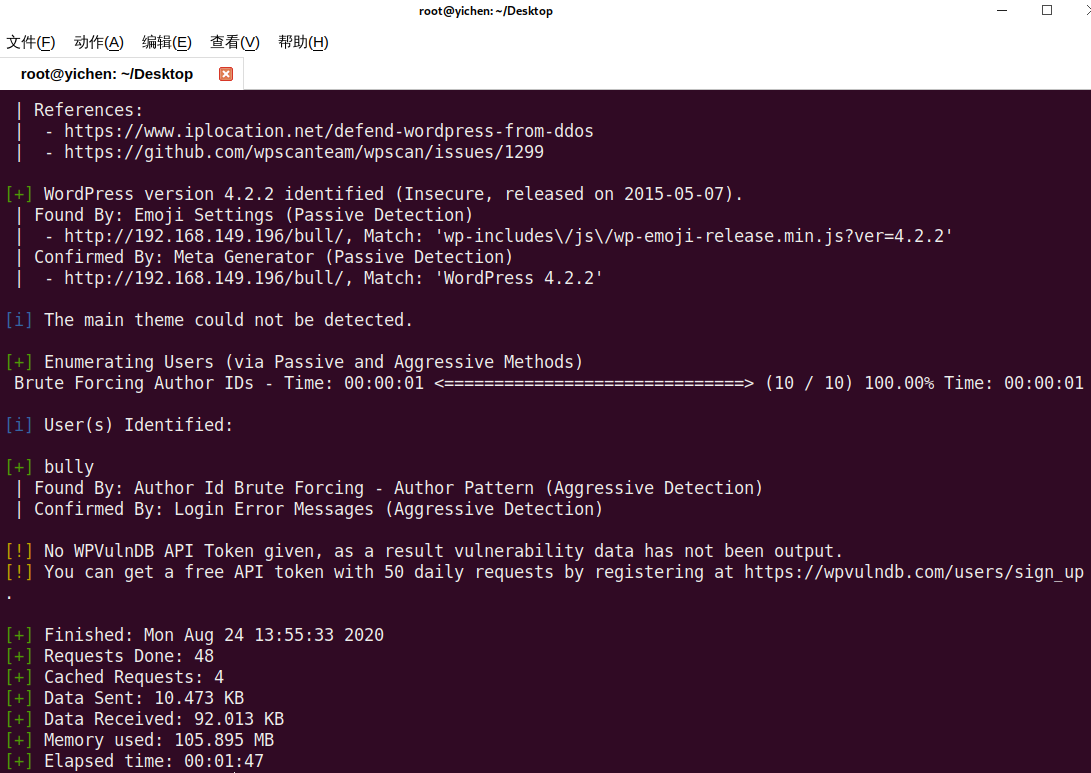 root@yichen: ~/Desktop
文件(F) 动作(A) 编辑(E) 查看(V) 帮助(H)
root@yichen: ~/Desktop
| References:
|  - https://www.iplocation.net/defend-wordpress-from-ddos
|  - https://github.com/wpscanteam/wpscan/issues/1299
[+] WordPress version 4.2.2 identified (Insecure, released on 2015-05-07).
| Found By: Emoji Settings (Passive Detection)
|  - http://192.168.149.196/bull/, Match: 'wp-includes\/js\/wp-emoji-release.min.js?ver=4.2.2'
| Confirmed By: Meta Generator (Passive Detection)
|  - http://192.168.149.196/bull/, Match: 'WordPress 4.2.2'
[i] The main theme could not be detected.
[+] Enumerating Users (via Passive and Aggressive Methods)
Brute Forcing Author IDs - Time: 00:00:01 <==============================> (10 / 10) 100.00% Time: 00:00:01
[i] User(s) Identified:
[+] bully
| Found By: Author Id Brute Forcing - Author Pattern (Aggressive Detection)
| Confirmed By: Login Error Messages (Aggressive Detection)
[!] No WPVulnDB API Token given, as a result vulnerability data has not been output.
[!] You can get a free API token with 50 daily requests by registering at https://wpvulndb.com/users/sign_up
.
[+] Finished: Mon Aug 24 13:55:33 2020
[+] Requests Done: 48
[+] Cached Requests: 4
[+] Data Sent: 10.473 KB
[+] Data Received: 92.013 KB
[+] Memory used: 105.895 MB
[+] Elapsed time: 00:01:47